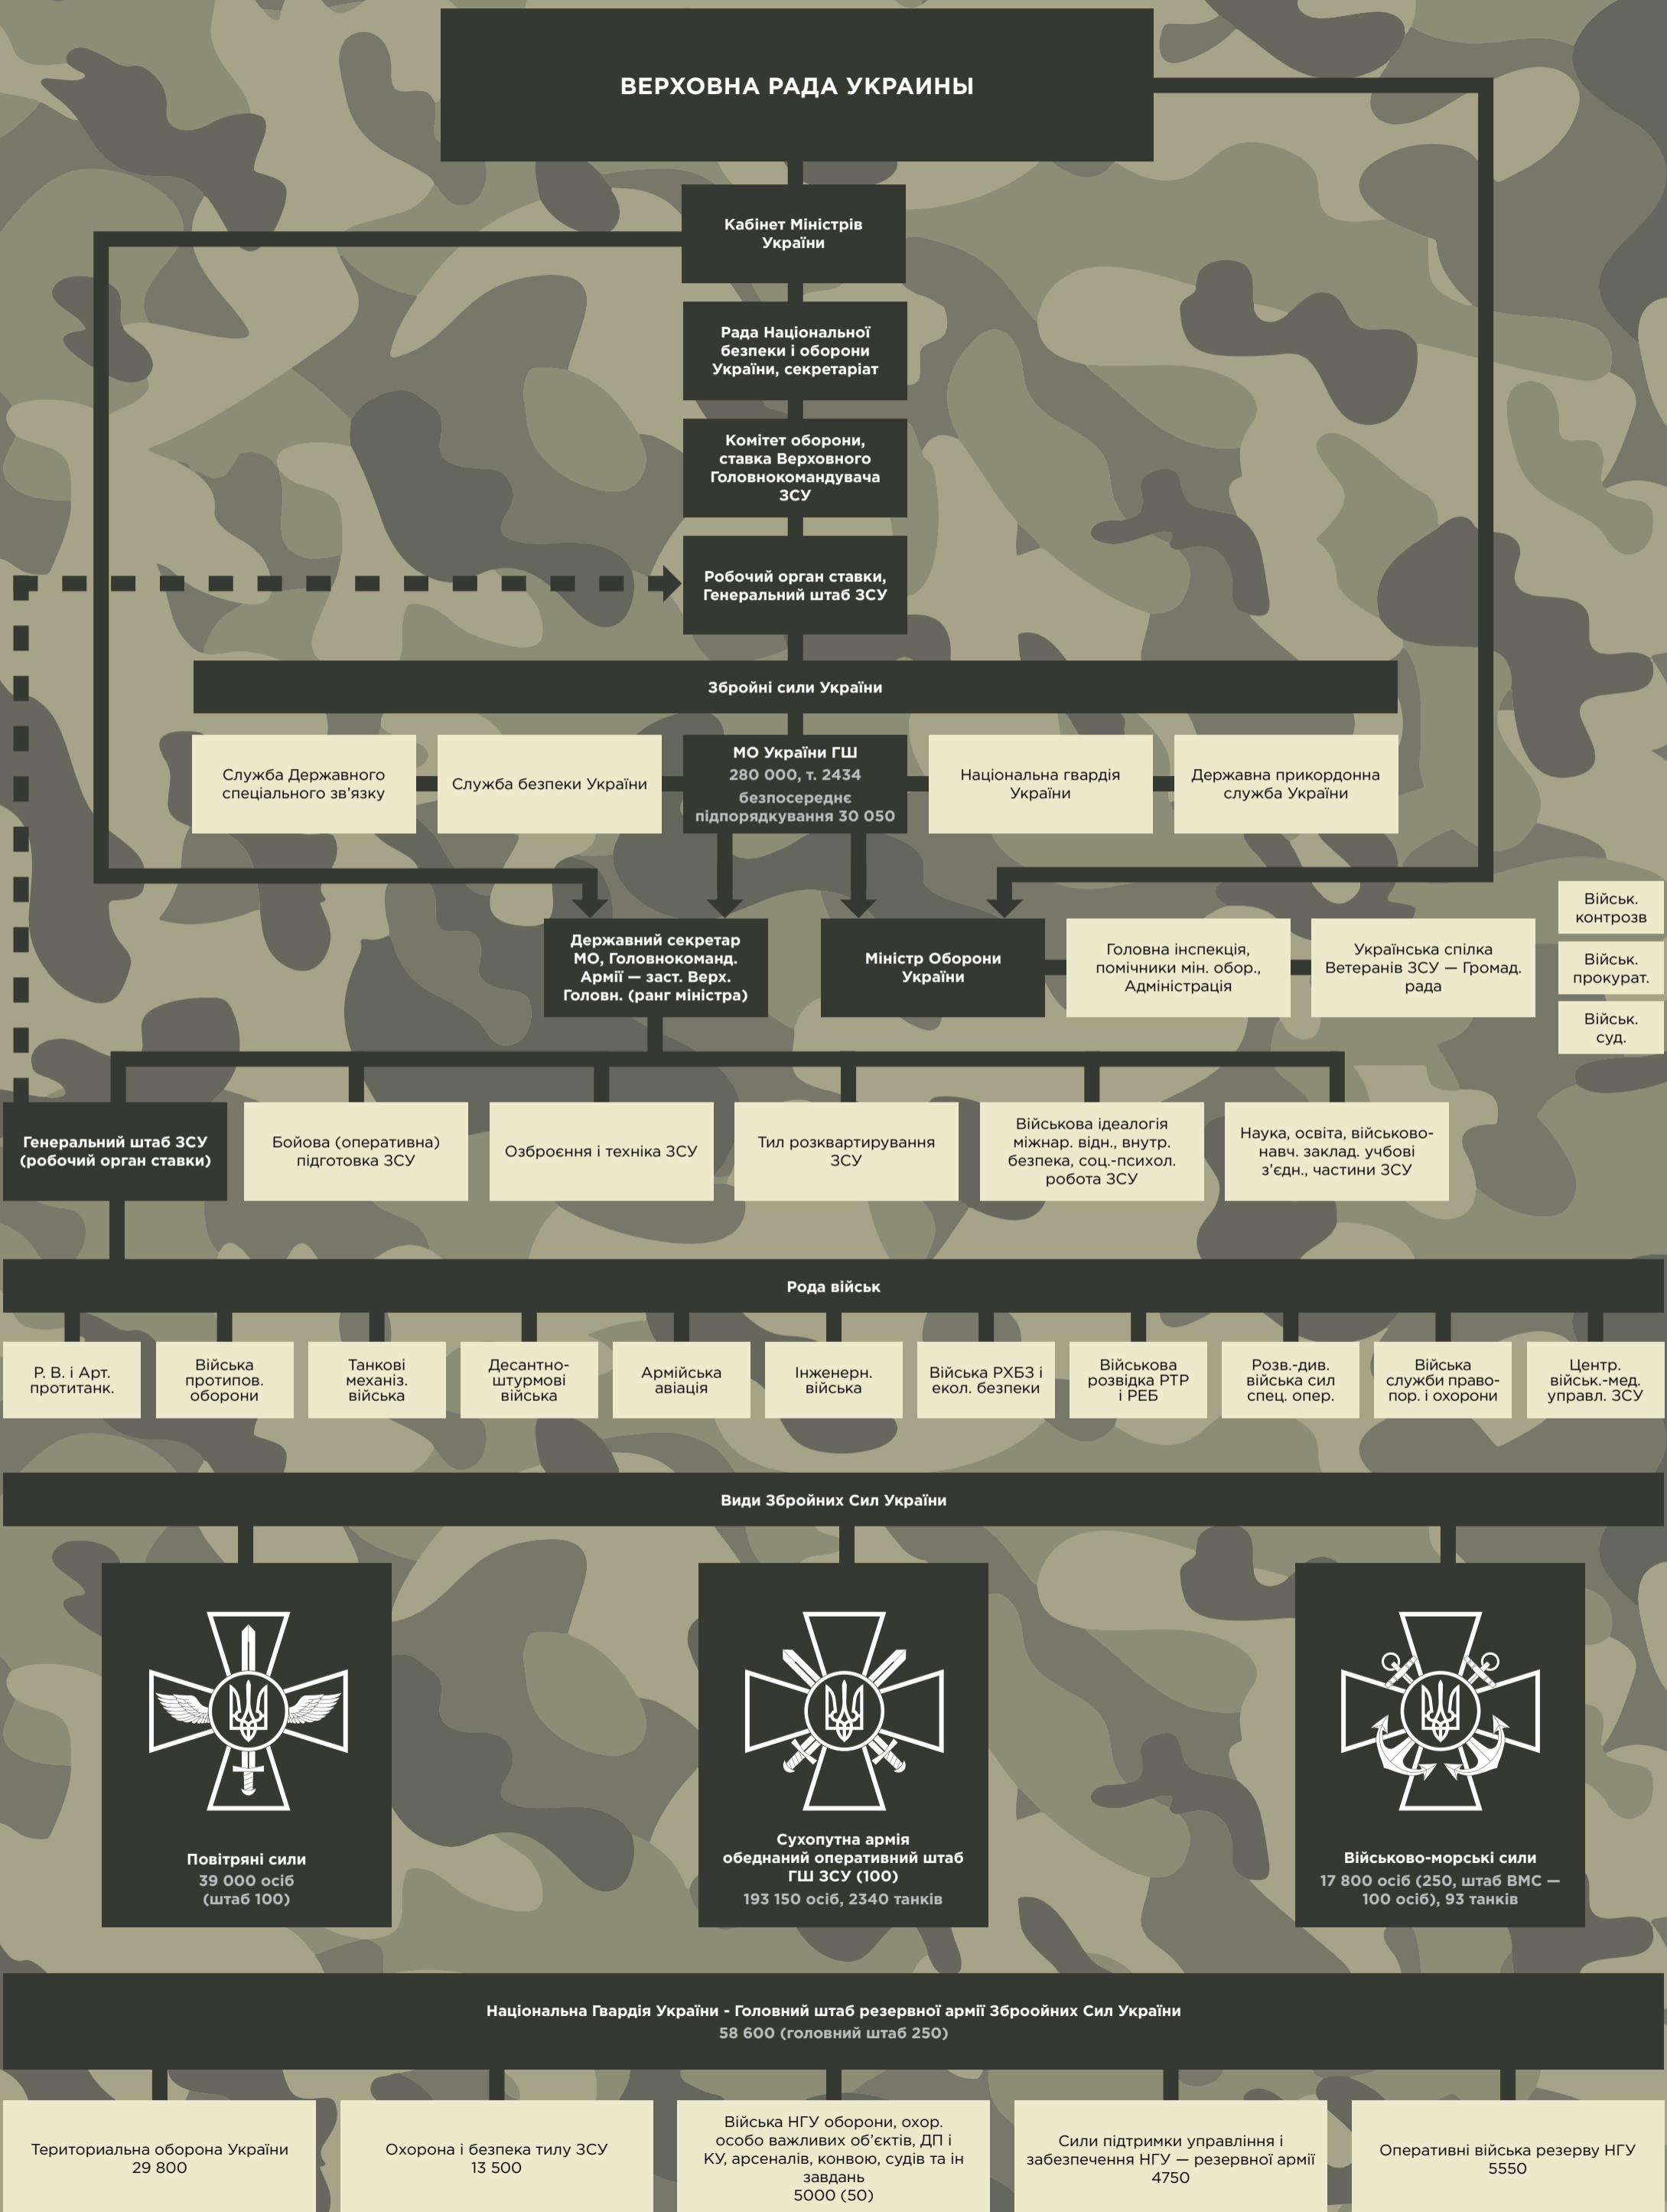 ВЕРХОВНА РАДА УКРАИНЫ
Кабінет Міністрів
України
Рада Національної
безпеки і оборони
України, секретаріат
Комітет оборони,
ставка Верховного
Головнокомандувача
ЗСУ
Робочий орган ставки,
Генеральний штаб ЗСУ
Збройні сили України
Служба Державного
спеціального зв’язку
Служба безпеки України
МО України ГШ
280 000, т. 2434
безпосереднє
підпорядкування 30 050
Національна гвардія
України
Державна прикордонна
служба України
Державний секретар
МО, Головнокоманд.
Армії — заст. Верх.
Головн. (ранг міністра)
Міністр Оборони
України
Головна інспекція,
помічники мін. обор.,
Адміністрація
Українська спілка
Ветеранів ЗСУ — Громад.
рада
Військ.
контрозв
Військ.
прокурат.
Військ.
суд.
Генеральний штаб ЗСУ
(робочий орган ставки)
Бойова (оперативна)
підготовка ЗСУ
Озброєння і техніка ЗСУ
Тил розквартирування
ЗСУ
Військова ідеалогія
міжнар. відн., внутр.
безпека, соц.-психол.
робота ЗСУ
Наука, освіта, військово-
навч. заклад. учбові
з’єдн., частини ЗСУ
Рода військ
Р. В. і Арт.
протитанк.
Війська
протипов.
оборони
Танкові
механіз.
війська
Десантно-
штурмові
війська
Армійська
авіація
Інженерн.
війська
Війська РХБЗ і
екол. безпеки
Військова
розвідка РТР
і РЕБ
Розв.-див.
війська сил
спец. опер.
Війська
служби право-
пор. і охорони
Центр.
військ.-мед.
управл. ЗСУ
Види Збройних Сил України
Повітряні сили
39 000 осіб
(штаб 100)
Сухопутна армія
обеднаний оперативний штаб
ГШ ЗСУ (100)
193 150 осіб, 2340 танків
Військово-морські сили
17 800 осіб (250, штаб ВМС —
100 осіб), 93 танків
Національна Гвардія України - Головний штаб резервної армії Зброойних Сил України
58 600 (головний штаб 250)
Териториальна оборона України
29 800
Охорона і безпека тилу ЗСУ
13 500
Війська НГУ оборони, охор.
особо важливих об’єктів, ДП і
КУ, арсеналів, конвою, судів та ін
завдань
5000 (50)
Сили підтримки управління і
забезпечення НГУ — резервної армії
4750
Оперативні війська резерву НГУ
5550